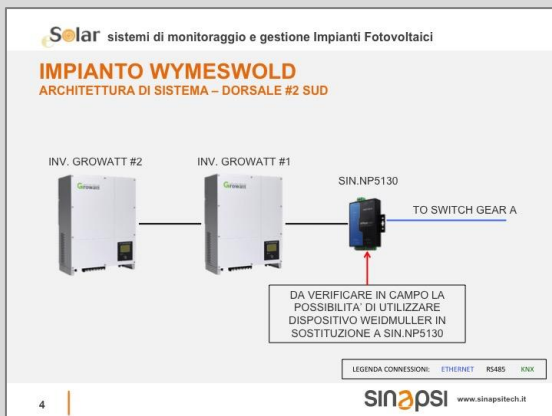 Solar sistemi di monitoraggio e gestione Impianti Fotovoltaici
IMPIANTO WYMESWOLD
ARCHITETTURA DI SISTEMA – DORSALE #2 SUD
INV. GROWATT #2
INV. GROWATT #1
SIN.NP5130
Growatt
Growatt
TO SWITCH GEAR A
DA VERIFICARE IN CAMPO LA
POSSIBILITA' DI UTILIZZARE
DISPOSITIVO WEIDMULLER IN
SOSTITUZIONE A SIN.NP5130
LEGENDA CONNESSIONI: ETHERNET RS485 KNX
4
sinapsi www.sinapsitech.it